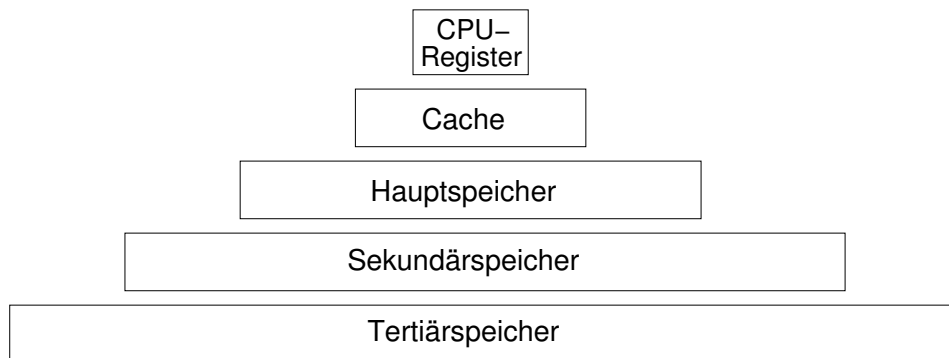 CPU–
Register
Cache
Hauptspeicher
Sekundärspeicher
Tertiärspeicher